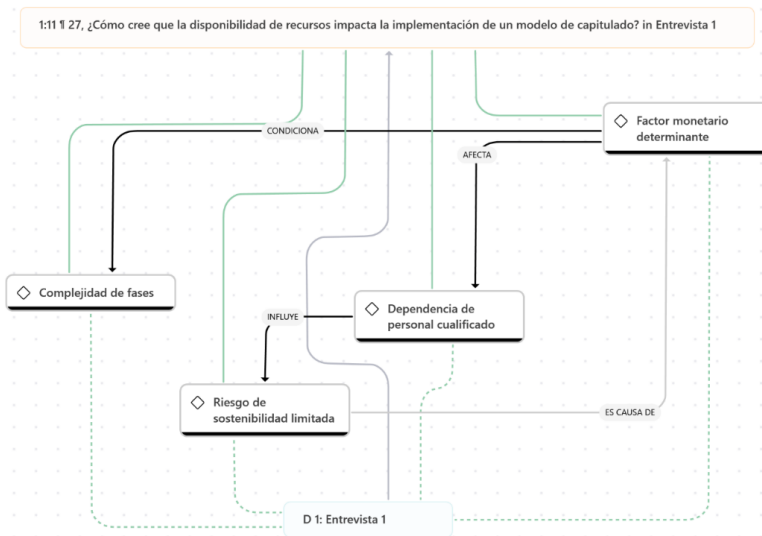 1:11 ¶ 27, ¿Cómo cree que la disponibilidad de recursos impacta la implementación de un modelo de capitulado? in Entrevista 1
Factor monetario
determinante
CONDICIONA
AFECTA
Complejidad de fases
Dependencia de
personal cualificado
INFLUYE
Riesgo de
sostenibilidad limitada
ES CAUSA DE
D 1: Entrevista 1